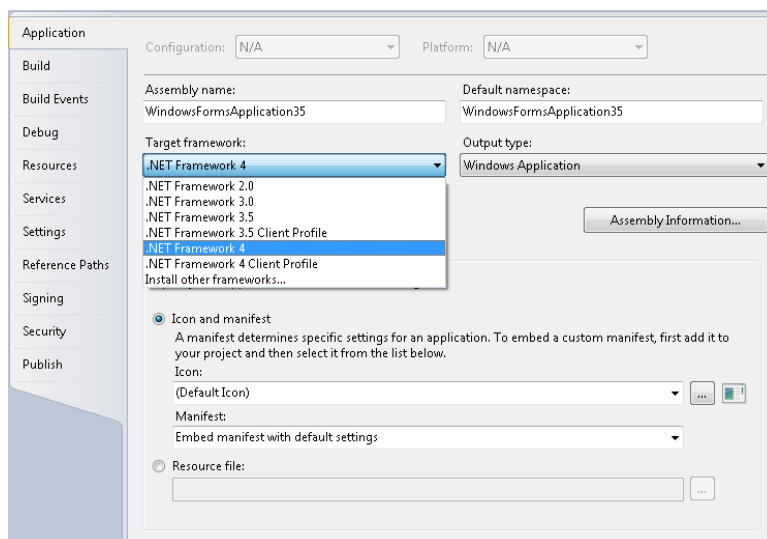 Application
Configuration: N/A Platform: N/A
Build
Build Events
Assembly name: Default namespace:
WindowsFormsApplication35 WindowsFormsApplication35
Debug
Target framework: Output type:
Resources
.NET Framework 4 Windows Application
.NET Framework 2.0
Services
.NET Framework 3.0
.NET Framework 3.5
Assembly Information...
Settings
.NET Framework 3.5 Client Profile
.NET Framework 4
Reference Paths
.NET Framework 4 Client Profile
Install other frameworks...
Signing
Icon and manifest
Security
A manifest determines specific settings for an application. To embed a custom manifest, first add it to
your project and then select it from the list below.
Publish
Icon:
(Default Icon) ...
Manifest:
Embed manifest with default settings
Resource file:
...